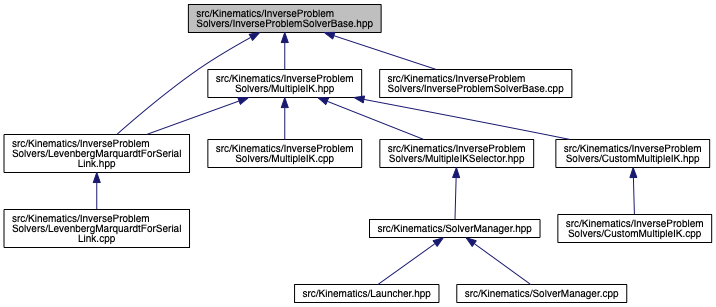 src/Kinematics/InverseProblem
Solvers/InverseProblemSolverBase.hpp
src/Kinematics/InverseProblem
Solvers/MultipleIK.hpp
src/Kinematics/InverseProblem
Solvers/InverseProblemSolverBase.cpp
src/Kinematics/InverseProblem
Solvers/LevenbergMarquardtForSerial
Link.hpp
src/Kinematics/InverseProblem
Solvers/MultipleIK.cpp
src/Kinematics/InverseProblem
Solvers/MultipleIKSelector.hpp
src/Kinematics/InverseProblem
Solvers/CustomMultipleIK.hpp
src/Kinematics/InverseProblem
Solvers/LevenbergMarquardtForSerial
Link.cpp
src/Kinematics/SolverManager.hpp
src/Kinematics/InverseProblem
Solvers/CustomMultipleIK.cpp
src/Kinematics/Launcher.hpp
src/Kinematics/SolverManager.cpp